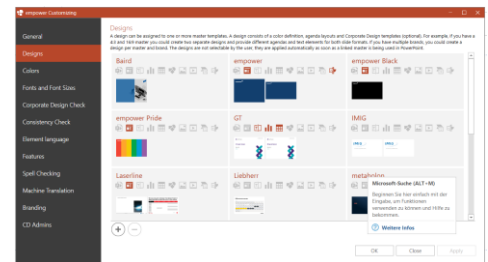 empower Customizing
General
Designs
Colors
Fonts and Font Sizes
Corporate Design Check
Consistency Check
Element language
Features
Spell Checking
Machine Translation
Branding
CD Admins
Designs
A design can be assigned to one or more master templates. A design consists of a color definition, agenda layouts and Corporate Design templates (optional). For example, if you have a
4:3 and 16:9 master you could create two separate designs and provide different agendas and text elements for both slide formats. If you have multiple brands, you could create a
design per master and brand. The designs are not selectable by the user, they are applied automatically as soon as a linked master is being used in PowerPoint.
Baird
empower
empower Black
empower Pride
GT
IMIG
Laserline
Liebherr
metabolon
Microsoft-Suche (ALT+M)
Beginnen Sie hier einfach mit der
Eingabe, um Funktionen
verwenden zu können und Hilfe zu
bekommen.
Weitere Infos
OK
Close
Apply